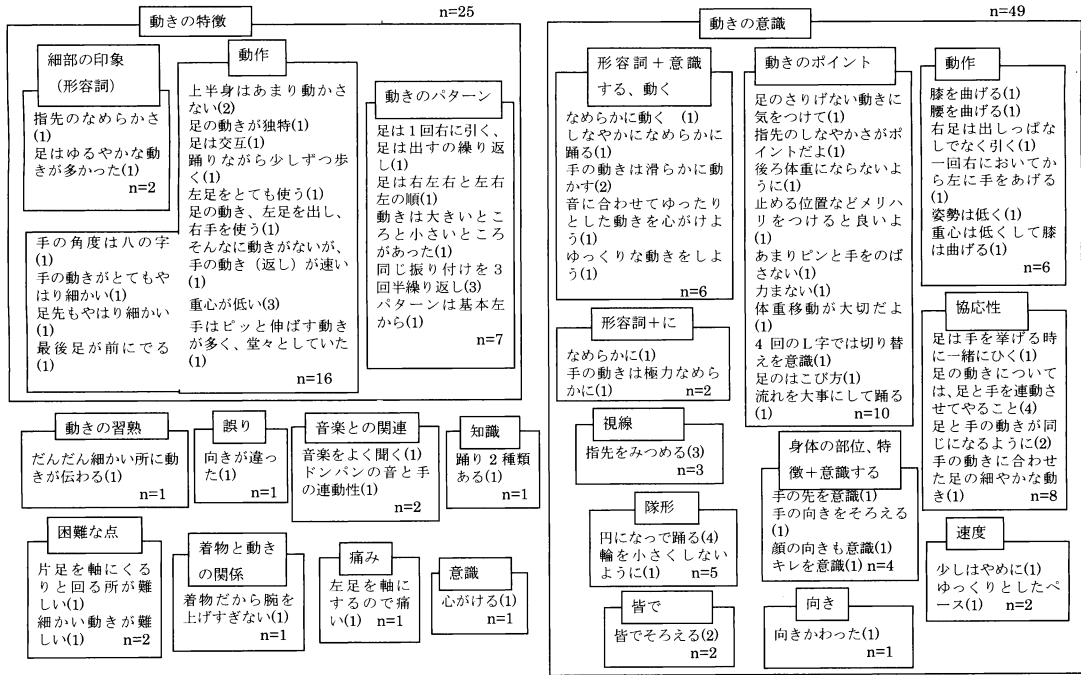 動きの特徴
n=25
細部の印象
(形容詞)
指先のなめらかさ
(1)
足はゆるやかな動
きが多かった(1)
n=2
手の角度は八の字
(1)
手の動きがとてもや
はり細かい(1)
足先もやはり細かい
(1)
最後足が前にでる
(1)
動作
上半身はあまり動かさ
ない(2)
足の動きが独特(1)
足は交互(1)
踊りながら少しずつ歩
く(1)
左足をとても使う(1)
足の動き、左足を出し、
右手を使う(1)
そんなに動きがないが、
手の動き（返し）が速い
(1)
重心が低い(3)
手はピッと伸ばす動き
が多く、堂々としていた
(1)
n=16
動きのパターン
足は１回右に引く、
足は出すの繰り返
し(1)
足は右左右と左右
左の順(1)
動きは大きいとこ
ろと小さいところ
があった(1)
同じ振り付けを３
回半繰り返し(3)
パターンは基本左
から(1)
n=7
動きの習熟
だんだん細かい所に動
きが伝わる(1)
n=1
誤り
向きが違っ
た(1)
n=1
音楽との関連
音楽をよく聞く(1)
ドンパンの音と手
の連動性(1)
n=2
知識
踊り２種類
ある(1)
n=1
困難な点
片足を軸にくる
りと回る所が難
しい(1)
細かい動きが難
しい(1) n=2
着物と動き
の関係
着物だから腕を
上げすぎない(1)
n=1
痛み
左足を軸に
するので痛
い(1) n=1
意識
心がける(1)
n=1
動きの意識
n=49
形容詞＋意識
する、動く
なめらかに動く (1)
しなやかになめらかに
踊る(1)
手の動きは滑らかに動
かす(2)
音に合わせてゆったり
とした動きを心がけよ
う(1)
ゆっくりな動きをしよ
う(1)
n=6
形容詞+に
なめらかに(1)
手の動きは極力なめら
かに(1) n=2
視線
指先をみつめる(3)
n=3
隊形
円になって踊る(4)
輪を小さくしない
ように(1) n=5
皆で
皆でそろえる(2)
n=2
動きのポイント
足のさりげない動きに
気をつけて(1)
指先のしなやかさがポ
イントだよ(1)
後ろ体重にならないよ
うに(1)
止める位置などメリハ
リをつけると良いよ
(1)
あまりピンと手をのば
さない(1)
力まない(1)
体重移動が大切だよ
(1)
４回のＬ字では切り替
えを意識(1)
足のはこび方(1)
流れを大事にして踊る
(1) n=10
身体の部位、特
徴＋意識する
手の先を意識(1)
手の向きをそろえる
(1)
顔の向きも意識(1)
キレを意識(1) n=4
向き
向きかわった(1)
n=1
動作
膝を曲げる(1)
腰を曲げる(1)
右足は出しっぱな
しでなく引く(1)
一回右においてか
ら左に手をあげる
(1)
姿勢は低く(1)
重心は低くして膝
は曲げる(1)
n=6
協応性
足は手を挙げる時
に一緒にひく(1)
足の動きについて
は、足と手を連動さ
せてやること(4)
足と手の動きが同
じになるように(2)
手の動きに合わせ
た足の細やかな動
き(1) n=8
速度
少しはやめに(1)
ゆっくりとしたペ
ース(1) n=2